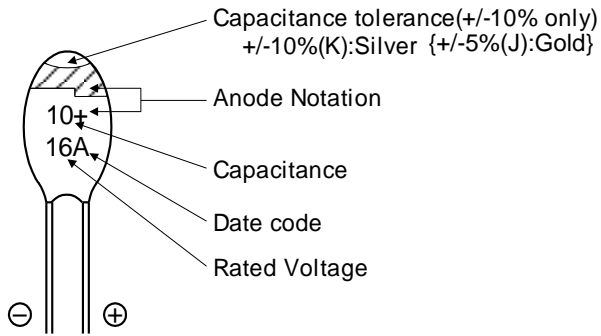 Capacitance tolerance(+/-10% only)
+/-10%(K):Silver {+/-5%(J):Gold}
Anode Notation
10+
16A
Capacitance
Date code
Rated Voltage
⊖ ⊕